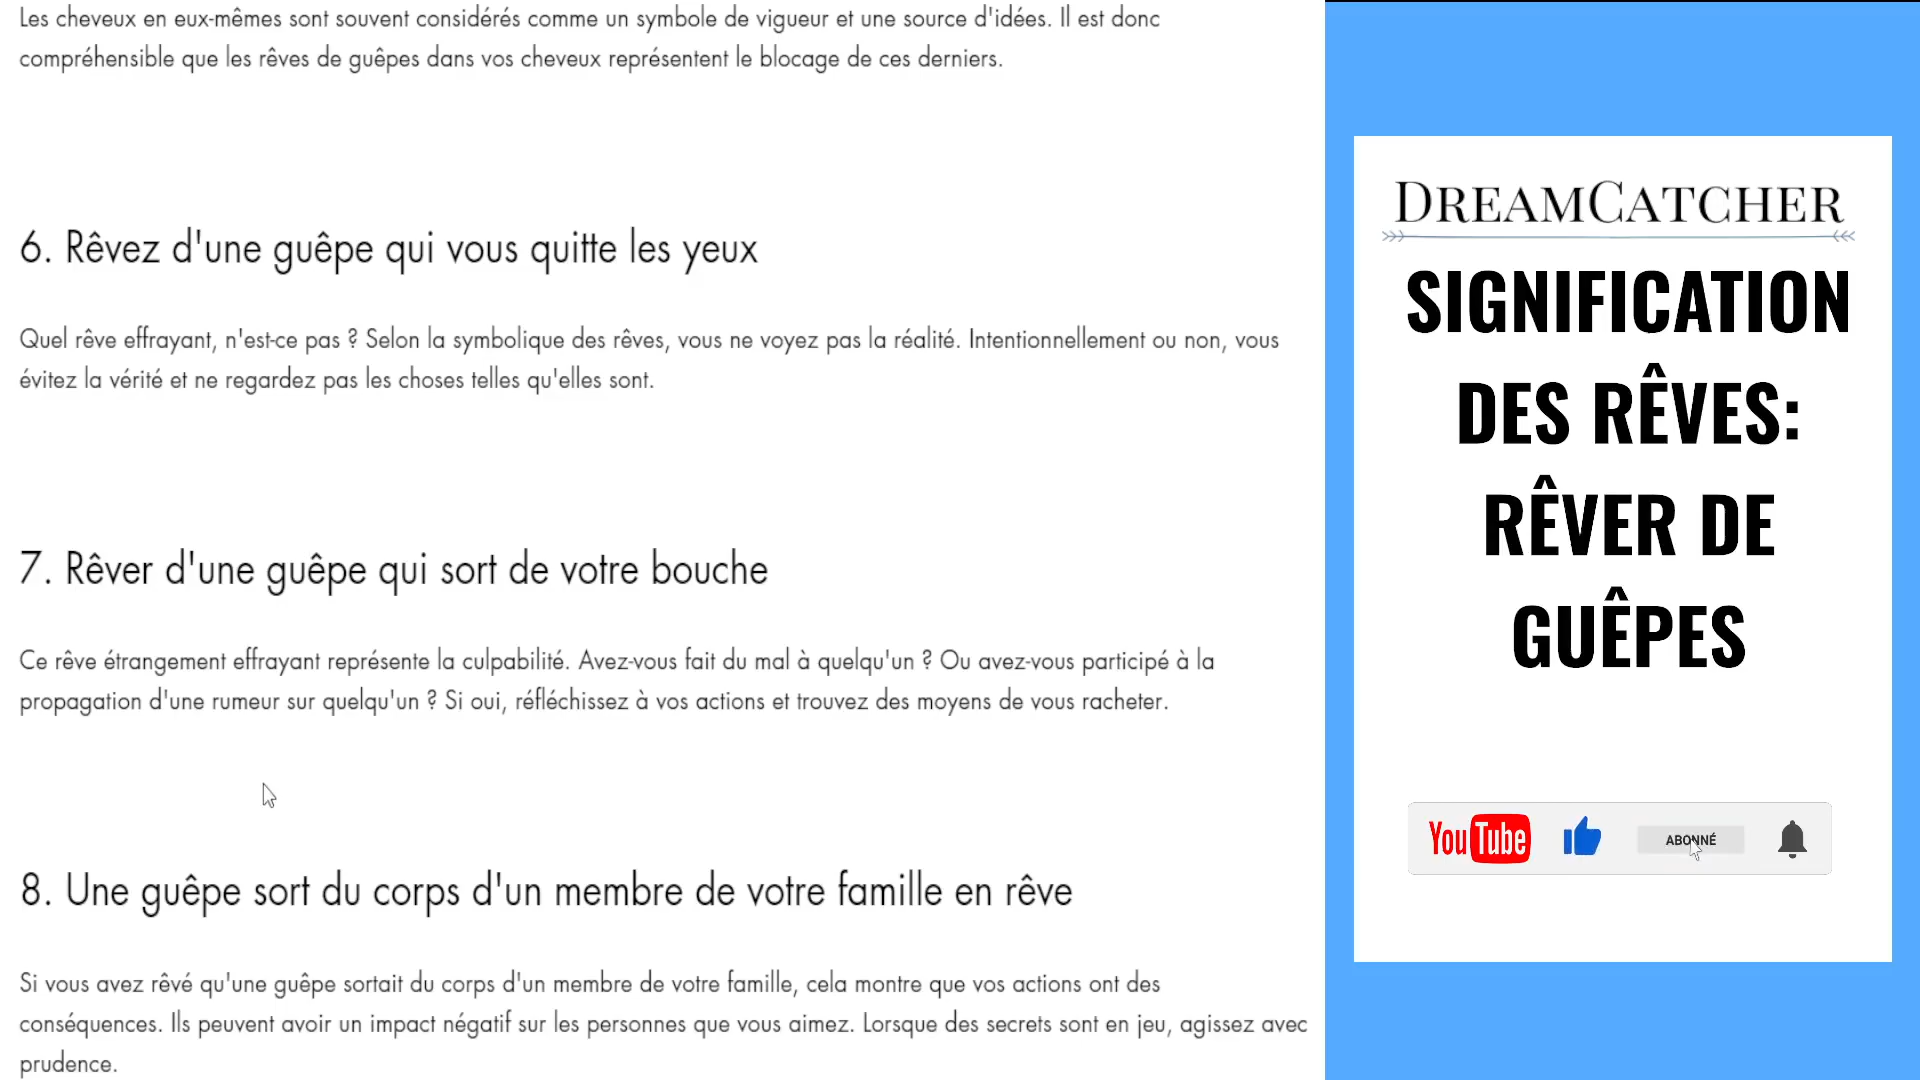 Les cheveux en eux-mêmes sont souvent considérés comme un symbole de vigueur et une source d'idées. Il est donc
compréhensible que les rêves de guêpes dans vos cheveux représentent le blocage de ces derniers.
6. Rêvez d'une guêpe qui vous quitte les yeux
Quel rêve effrayant, n'est-ce pas ? Selon la symbolique des rêves, vous ne voyez pas la réalité. Intentionnellement ou non, vous
évitez la vérité et ne regardez pas les choses telles qu'elles sont.
7. Rêver d'une guêpe qui sort de votre bouche
Ce rêve étrangement effrayant représente la culpabilité. Avez-vous fait du mal à quelqu'un ? Ou avez-vous participé à la
propagation d'une rumeur sur quelqu'un ? Si oui, réfléchissez à vos actions et trouvez des moyens de vous racheter.
8. Une guêpe sort du corps d'un membre de votre famille en rêve
Si vous avez rêvé qu'une guêpe sortait du corps d'un membre de votre famille, cela montre que vos actions ont des
conséquences. Ils peuvent avoir un impact négatif sur les personnes que vous aimez. Lorsque des secrets sont en jeu, agissez avec
prudence.
DREAMCATCHER
SIGNIFICATION
DES RÊVES:
RÊVER DE
GUÊPES
YouTube
ABONNÉ